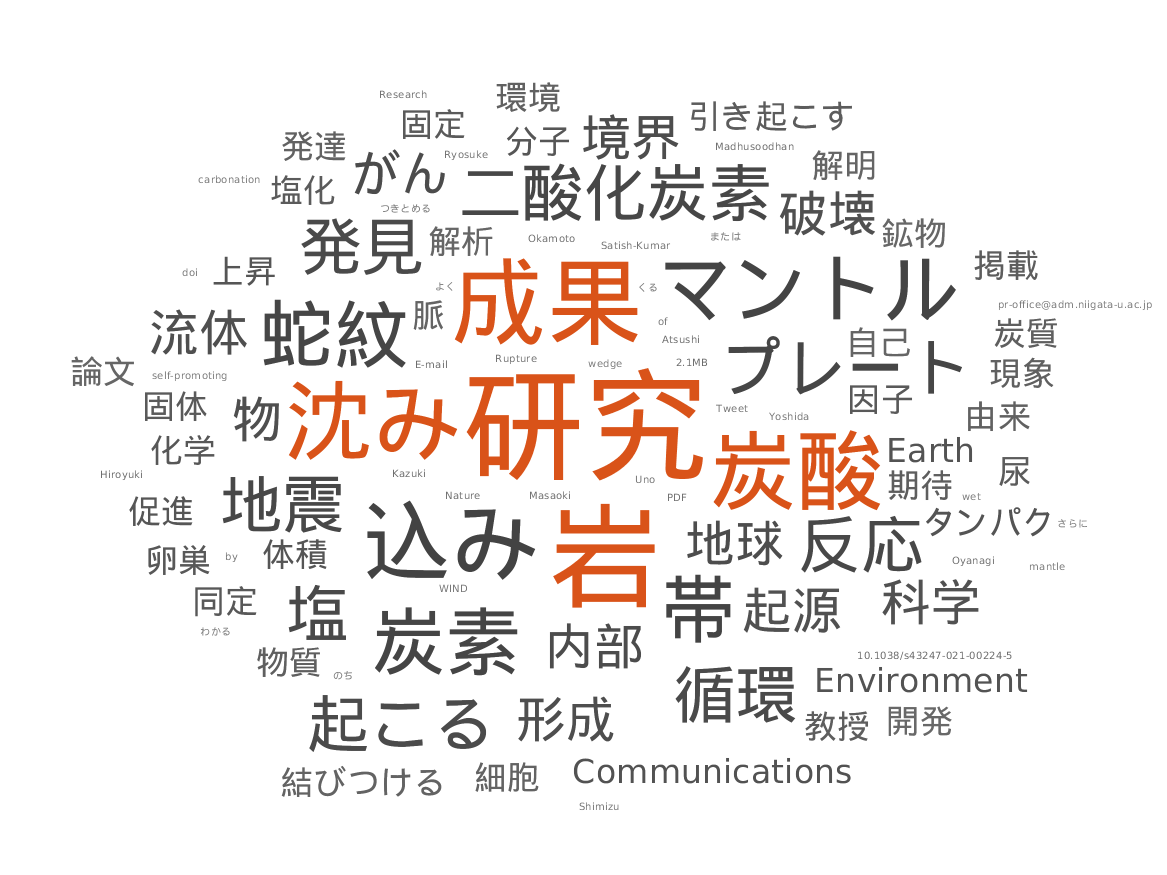 Research
環境
固定
分子
境界
引き起こす
発達
がん
Ryosuke
Madhusoodhan
解明
carbonation
塩化
二酸化炭素
破壊
つきとめる
発見
解析
Okamoto
Satish-Kumar
または
鉱物
doi
上昇
よく
成果
くる
マントル
掲載
pr-office@adm.niigata-u.ac.jp
流体
蛇紋
脈
of
Atsushi
自己
炭質
論文
self-promoting
E-mail
Rupture
wedge
2.1MB
プレート
現象
固体
物
沈み
研究
Tweet
Yoshida
因子
由来
化学
炭酸
Earth
Hiroyuki
Kazuki
Uno
期待
尿
促進
地震
Nature
Masaoki
PDF
wet
込み
岩
地球
反応
タンパク
さらに
卵巣
by
体積
Oyanagi
mantle
同定
塩
WIND
帯
起源
科学
わかる
炭素
内部
物質
のち
10.1038/s43247-021-00224-5
循環
Environment
起こる
形成
教授
開発
結びつける
細胞
Communications
Shimizu